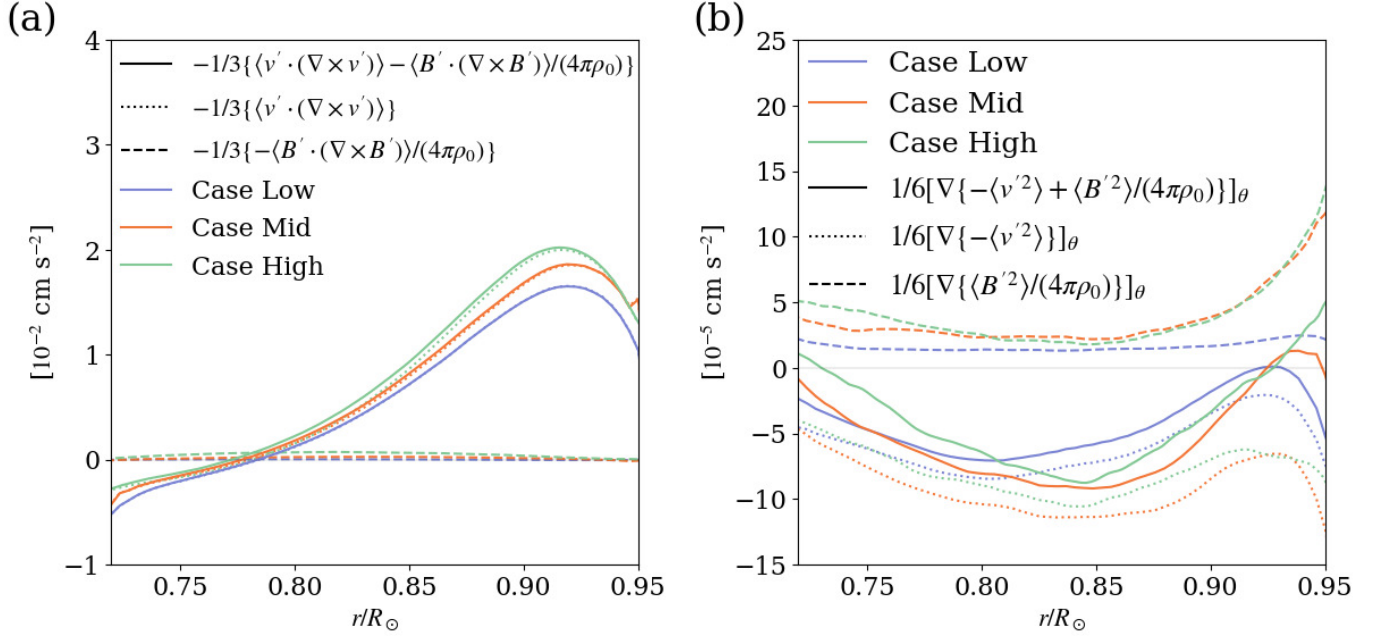 (a)
4
3
2
1
0
−1
[10⁻² cm s⁻²]
−1/3{⟨v′ · (∇ × v′)⟩ − ⟨B′ · (∇ × B′)⟩/(4πρ₀)}
−1/3{⟨v′ · (∇ × v′)⟩}
−1/3{−⟨B′ · (∇ × B′)⟩/(4πρ₀)}
Case Low
Case Mid
Case High
0.75 0.80 0.85 0.90 0.95
r/R⊙
(b)
25
20
15
10
5
0
−5
−10
−15
[10⁻⁵ cm s⁻²]
Case Low
Case Mid
Case High
1/6[∇{−⟨v′²⟩ + ⟨B′²⟩/(4πρ₀)}]θ
1/6[∇{−⟨v′²⟩}]θ
1/6[∇{⟨B′²⟩/(4πρ₀)}]θ
0.75 0.80 0.85 0.90 0.95
r/R⊙